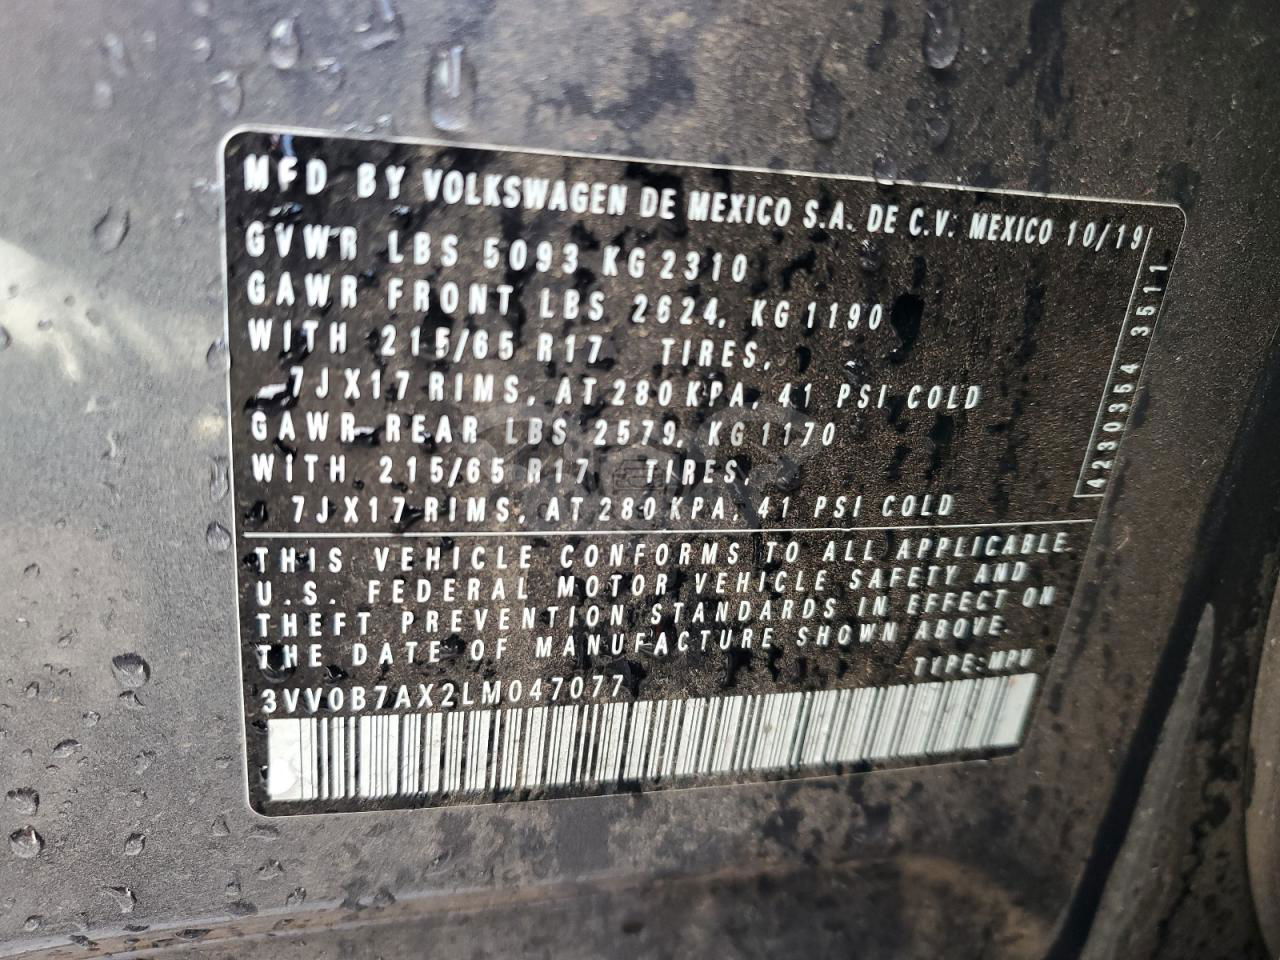 MFD BY VOLKSWAGEN DE MEXICO S.A. DE C.V. MEXICO 10/19
GVWR LBS 5093 KG 2310
GAWR FRONT LBS 2624, KG 1190
WITH 215/65 R17 TIRES,
7JX17 RIMS, AT 280 KPA, 41 PSI COLD
GAWR REAR LBS 2579, KG 1170
WITH 215/65 R17 TIRES,
7JX17 RIMS, AT 280 KPA, 41 PSI COLD
4230354 3511
THIS VEHICLE CONFORMS TO ALL APPLICABLE
U.S. FEDERAL MOTOR VEHICLE SAFETY AND
THEFT PREVENTION STANDARDS IN EFFECT ON
THE DATE OF MANUFACTURE SHOWN ABOVE.
TYPE:MPV
3VV0B7AX2LM047077